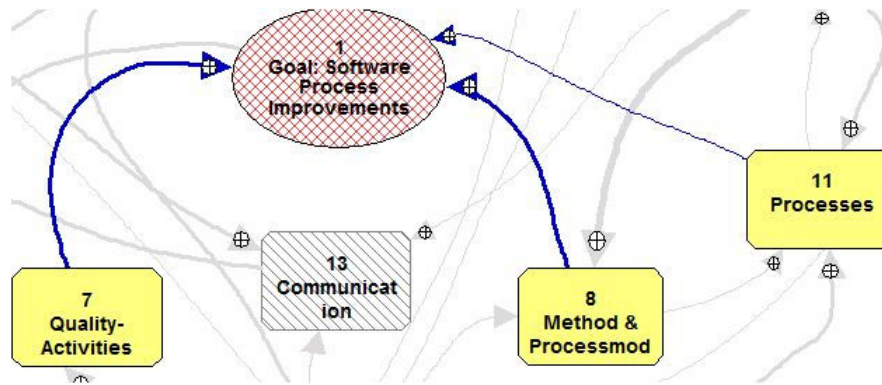 1
Goal: Software
Process
Improvements
11
Processes
13
Communicat
ion
7
Quality-
Activities
8
Method &
Processmod